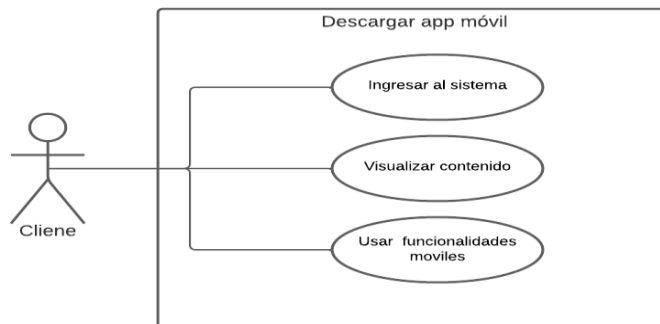 Descargar app móvil
Ingresar al sistema
Visualizar contenido
Cliene
Usar funcionalidades
moviles